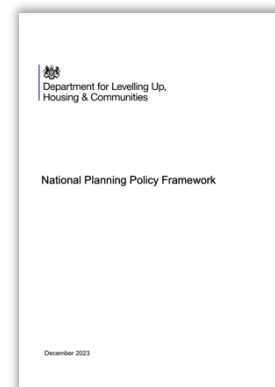 Department for Levelling Up,
Housing & Communities
National Planning Policy Framework
December 2023